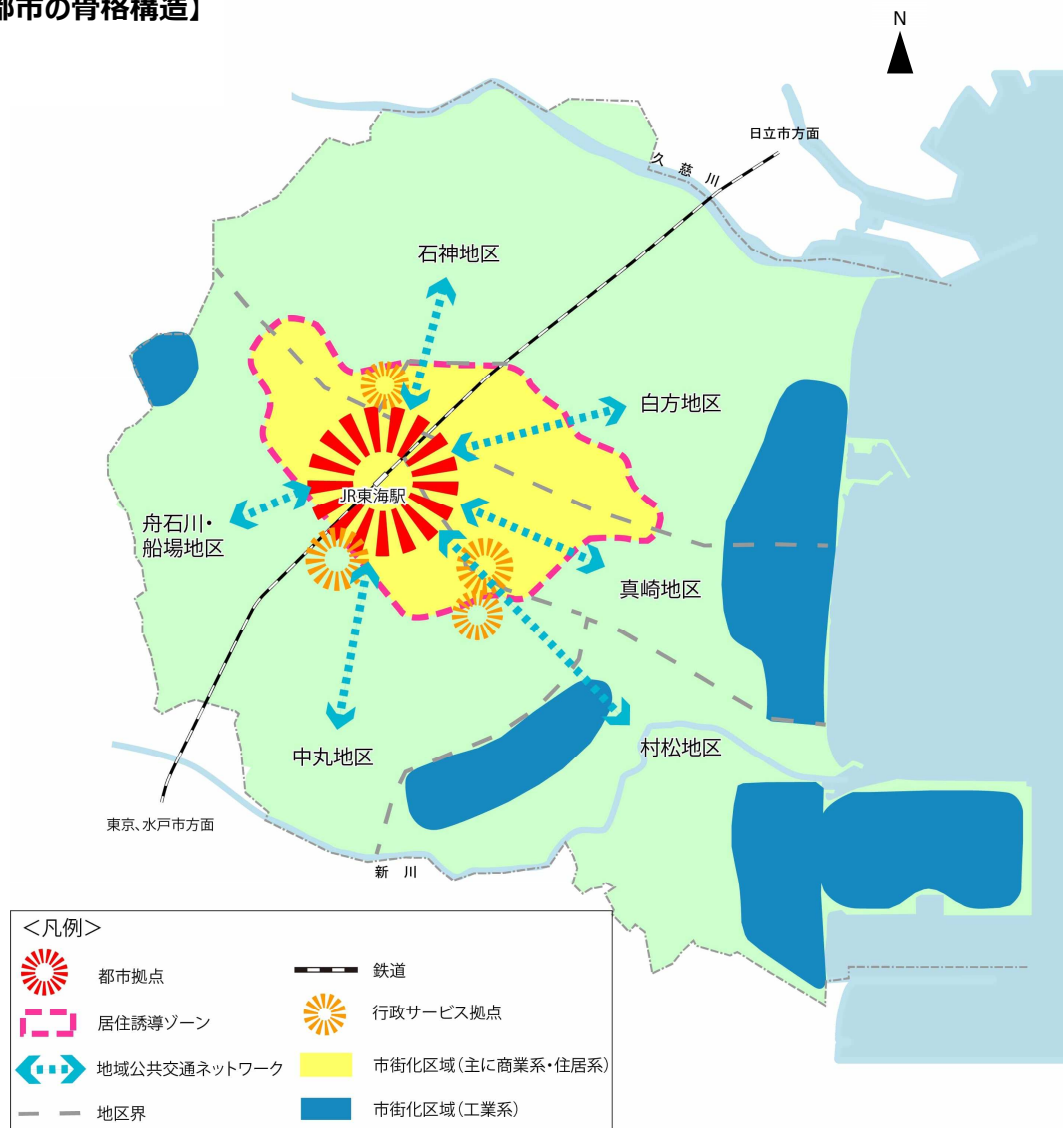 都市の骨格構造】
N
日立市方面
久慈川
石神地区
白方地区
JR東海駅
舟石川・
船場地区
真崎地区
中丸地区
村松地区
東京、水戸市方面
新川
＜凡例＞
都市拠点
鉄道
居住誘導ゾーン
行政サービス拠点
地域公共交通ネットワーク
市街化区域(主に商業系・住居系)
地区界
市街化区域(工業系)